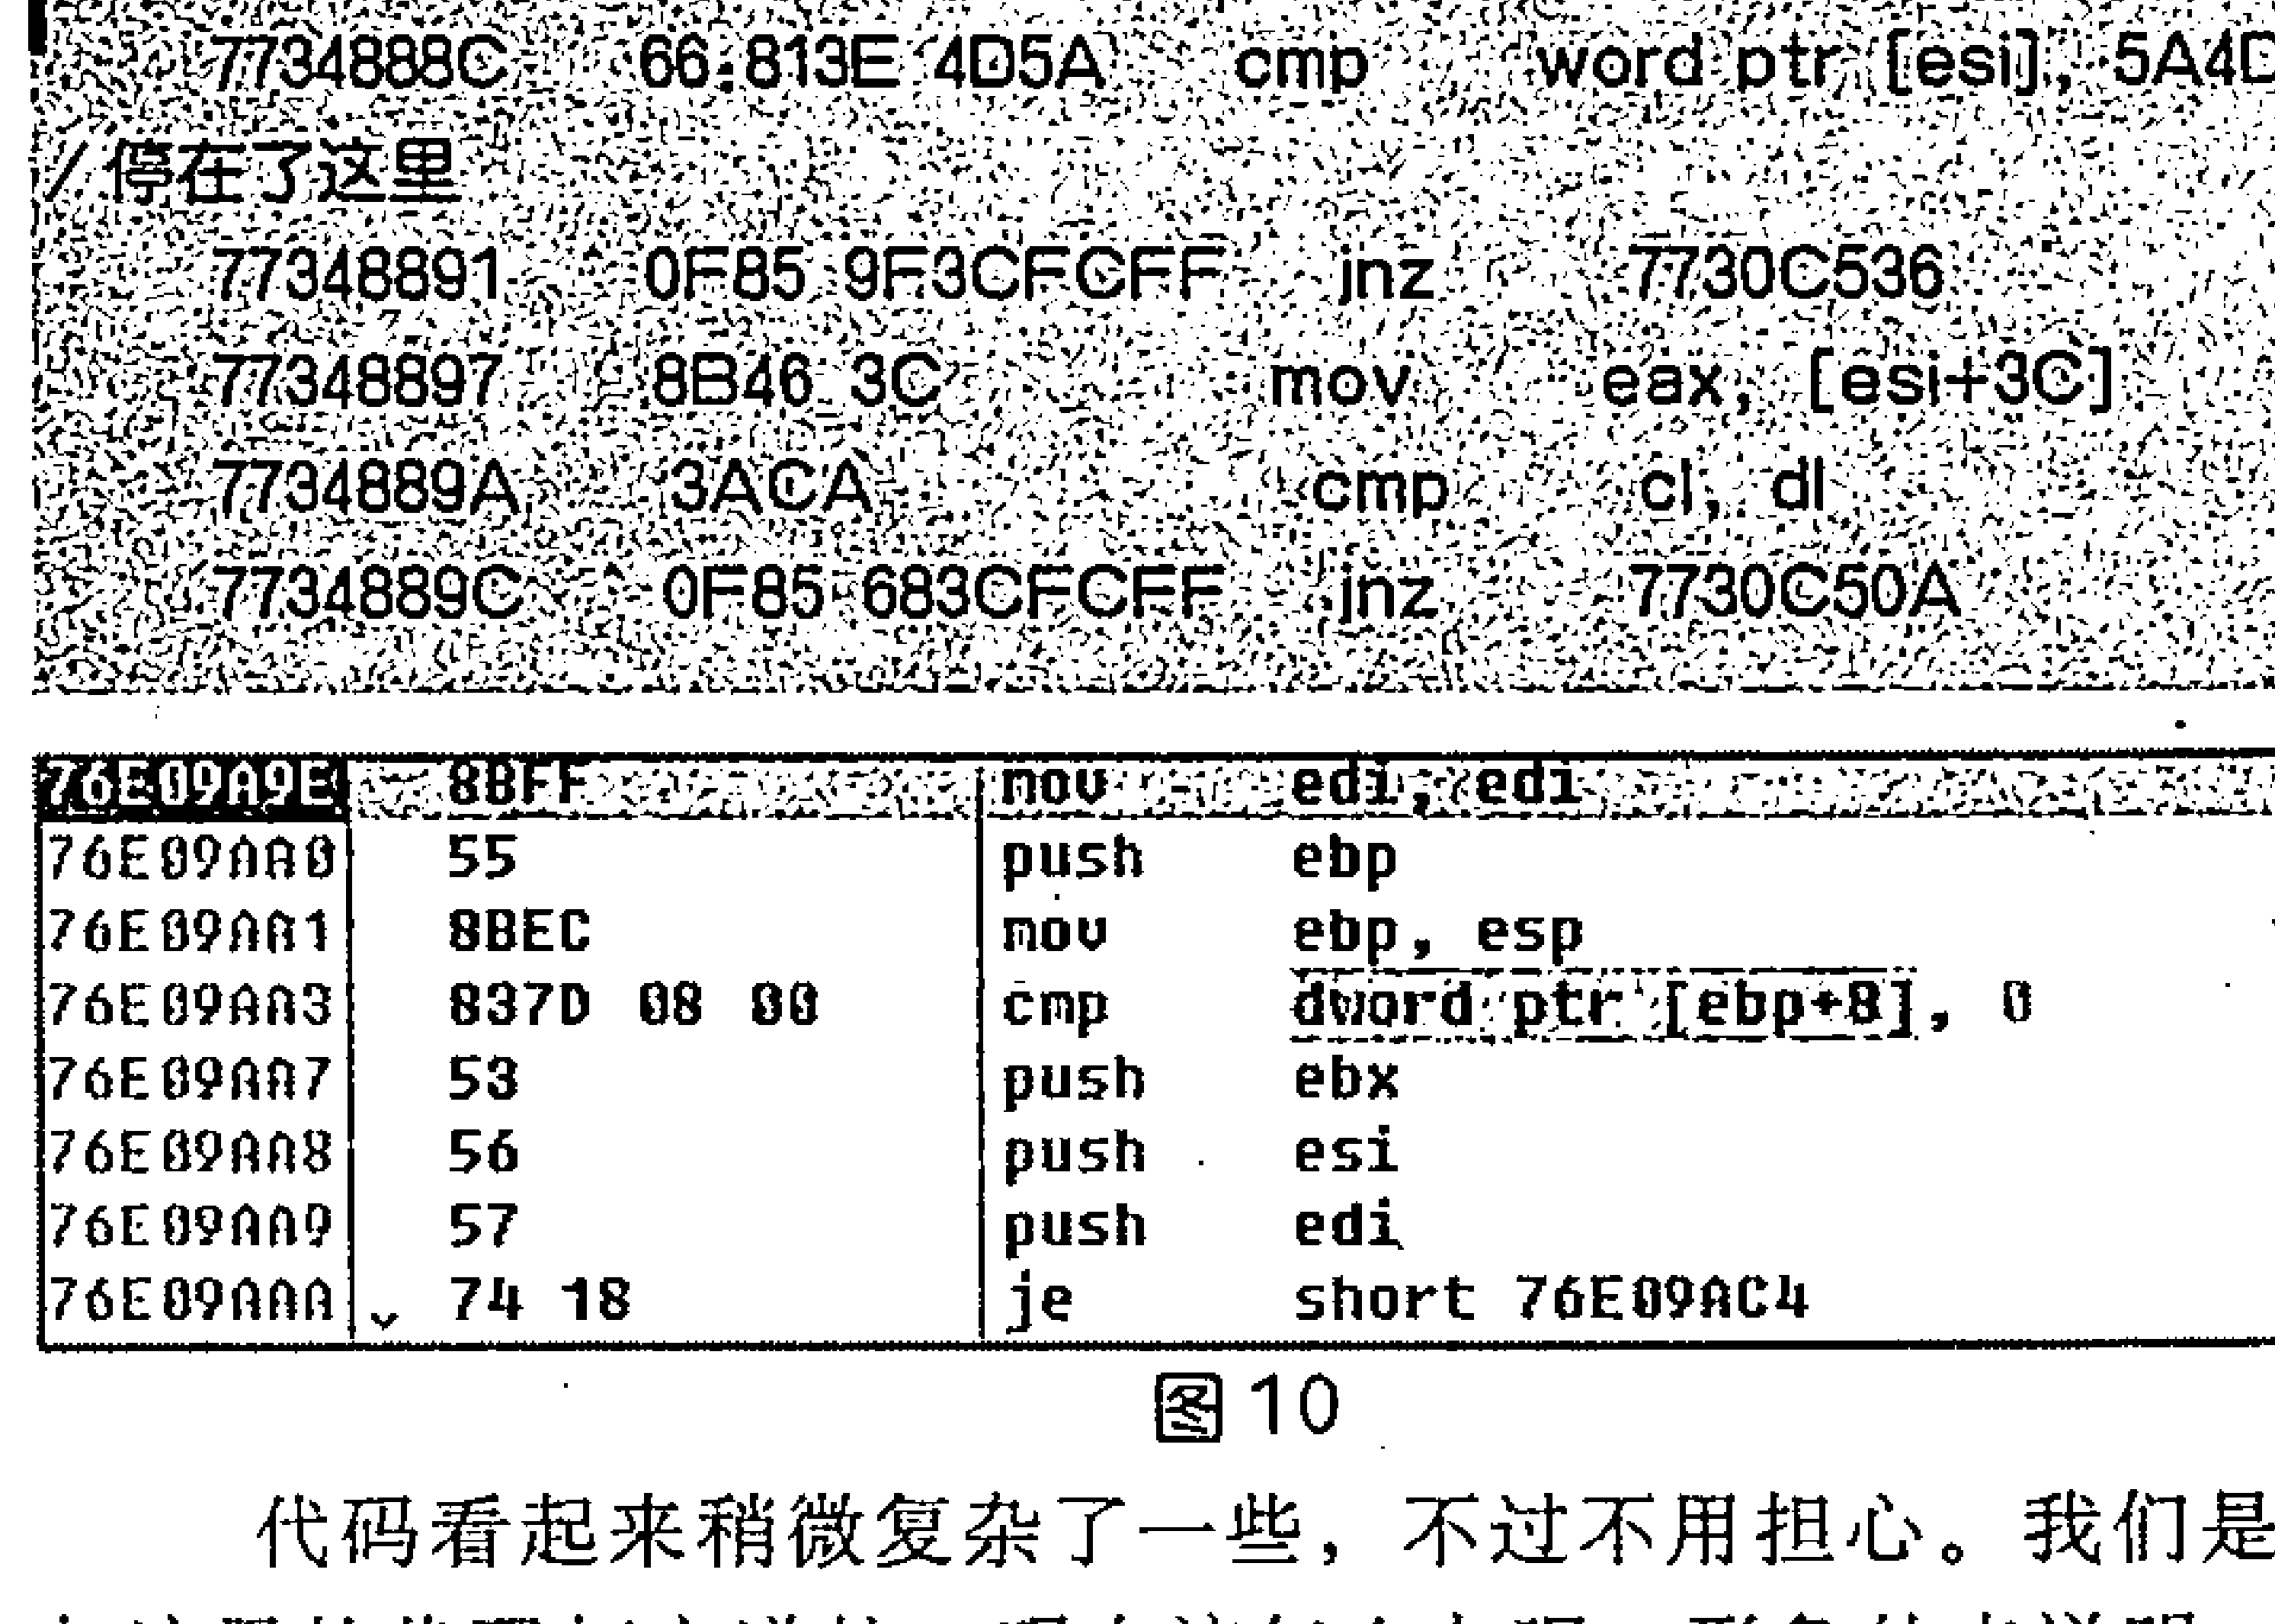 7734888C 66:813E 4D5A cmp word ptr [esi], 5A4D
/停在了这里
77348891 0F85 9F3CFCFF jnz 7730C536
77348897 8B46 3C mov eax, [esi+3C]
7734889A 3ACA cmp cl, dl
7734889C 0F85 683CFCFF jnz 7730C50A
76E09A9E 8BFF mov edi, edi
76E09AA0 55 push ebp
76E09AA1 8BEC mov ebp, esp
76E09AA3 837D 08 00 cmp dword ptr [ebp+8], 0
76E09AA7 53 push ebx
76E09AA8 56 push esi
76E09AA9 57 push edi
76E09AAA 74 18 je short 76E09AC4
图10
代码看起来稍微复杂了一些，不过不用担心。我们是